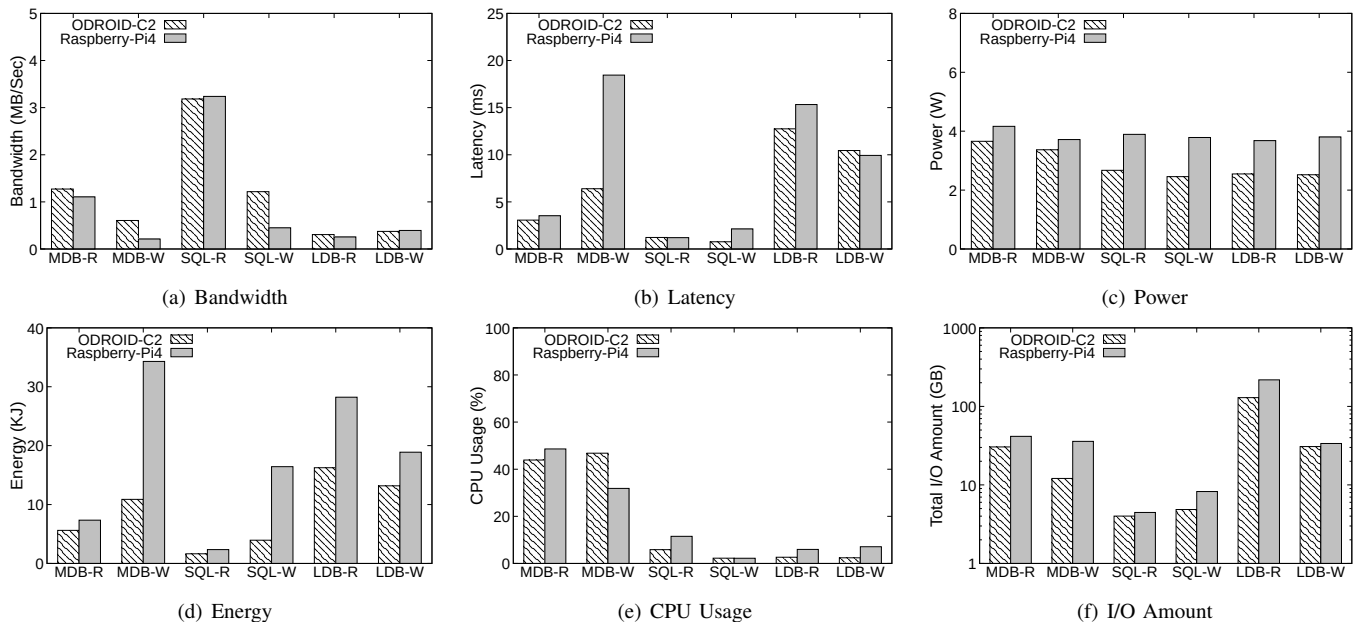 ODROID-C2
Raspberry-Pi4
Bandwidth (MB/Sec)
5
4
3
2
1
0
MDB-R MDB-W SQL-R SQL-W LDB-R LDB-W
(a) Bandwidth
ODROID-C2
Raspberry-Pi4
Latency (ms)
25
20
15
10
5
0
MDB-R MDB-W SQL-R SQL-W LDB-R LDB-W
(b) Latency
ODROID-C2
Raspberry-Pi4
Power (W)
8
6
4
2
0
MDB-R MDB-W SQL-R SQL-W LDB-R LDB-W
(c) Power
ODROID-C2
Raspberry-Pi4
Energy (KJ)
40
30
20
10
0
MDB-R MDB-W SQL-R SQL-W LDB-R LDB-W
(d) Energy
ODROID-C2
Raspberry-Pi4
CPU Usage (%)
100
80
60
40
20
0
MDB-R MDB-W SQL-R SQL-W LDB-R LDB-W
(e) CPU Usage
ODROID-C2
Raspberry-Pi4
Total I/O Amount (GB)
1000
100
10
1
MDB-R MDB-W SQL-R SQL-W LDB-R LDB-W
(f) I/O Amount